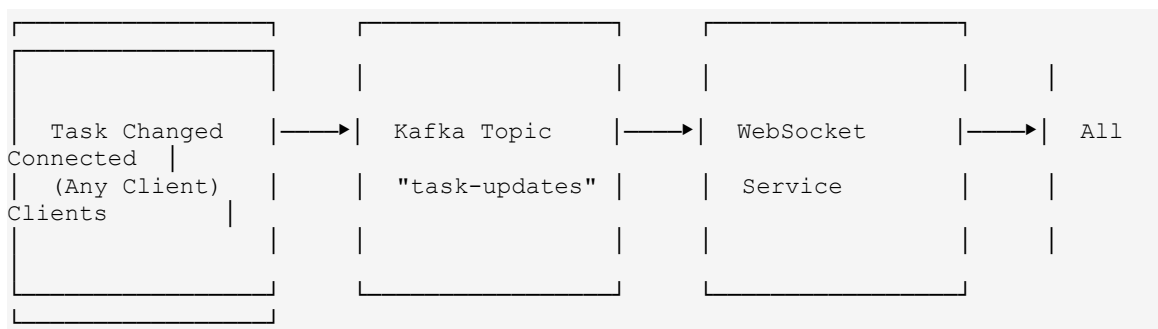 Task Changed Kafka Topic WebSocket All
Connected
(Any Client) "task-updates" Service
Clients